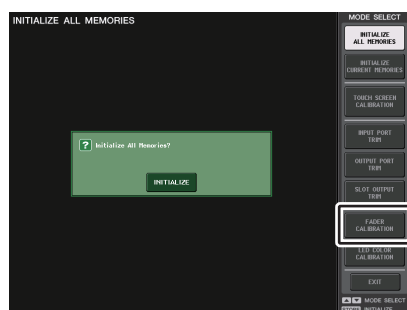 INITIALIZE ALL MEMORIES
? Initialize All Memories?
INITIALIZE
MODE SELECT
INITIALIZE
ALL MEMORIES
INITIALIZE
CURRENT MEMORIES
TOUCH SCREEN
CALIBRATION
INPUT PORT
TRIM
OUTPUT PORT
TRIM
SLOT OUTPUT
TRIM
FADER
CALIBRATION
LED COLOR
CALIBRATION
EXIT
MODE SELECT
STORE INITIALIZE